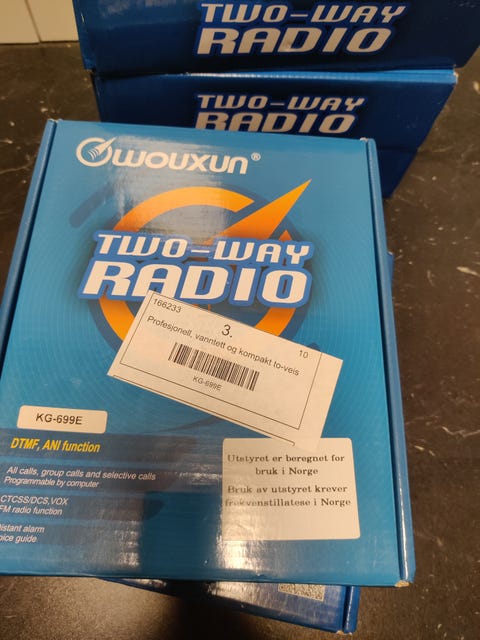 TWO-WAY
RADIO
TWO-WAY
RADIO
WOUXUN®
TWO-WAY
RADIO
166233
3.
10
Profesjonell, vanntett og kompakt to-veis
KG-699E
KG-699E
DTMF, ANI function
All calls, group calls and selective calls
Programmable by computer
CTCSS/DCS,VOX
FM radio function
Utstyret er beregnet for
bruk i Norge
Bruk av utstyret krever
frekvenstillatese i Norge